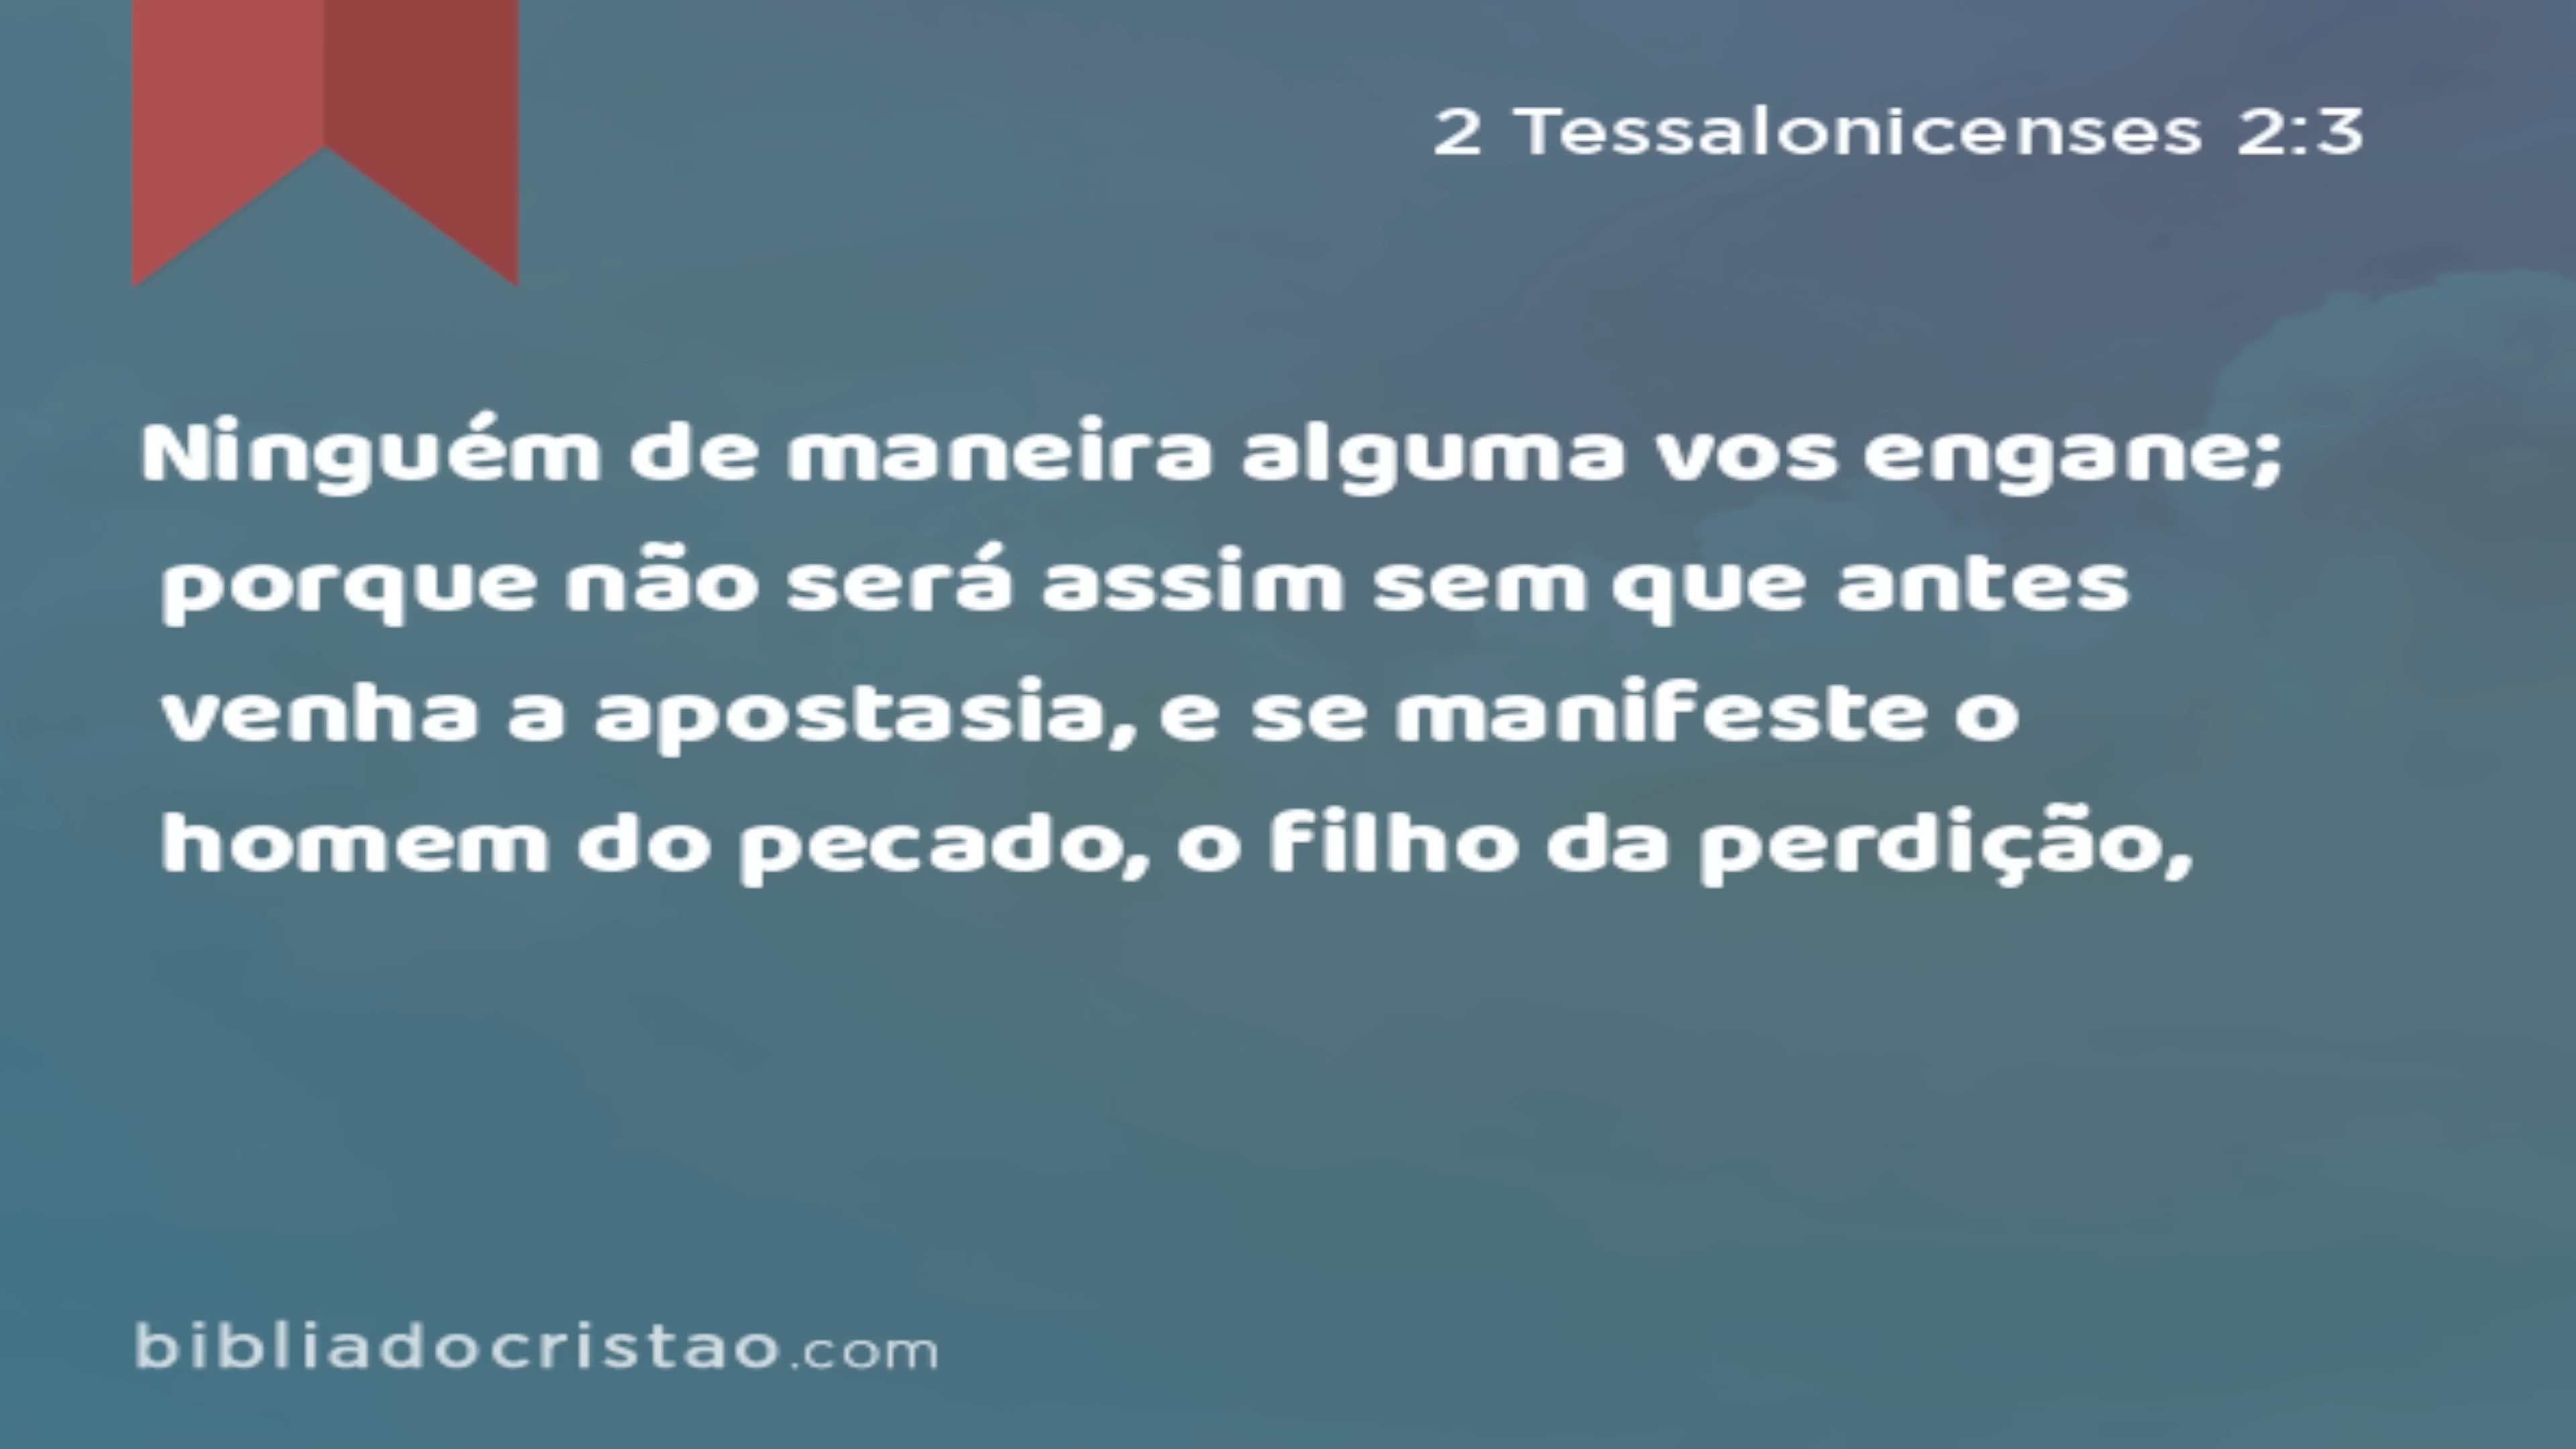 2 Tessalonicenses 2:3
Ninguém de maneira alguma vos engane;
porque não será assim sem que antes
venha a apostasia, e se manifeste o
homem do pecado, o filho da perdição,
bibliadocristao.com